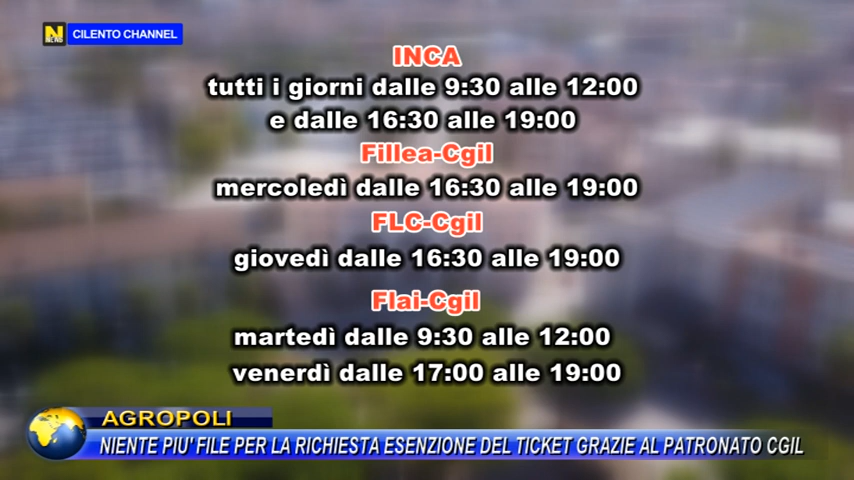 CILENTO CHANNEL
INCA
tutti i giorni dalle 9:30 alle 12:00
e dalle 16:30 alle 19:00
Fillea-Cgil
mercoledì dalle 16:30 alle 19:00
FLC-Cgil
giovedì dalle 16:30 alle 19:00
Flai-Cgil
martedì dalle 9:30 alle 12:00
venerdì dalle 17:00 alle 19:00
AGROPOLI
NIENTE PIU' FILE PER LA RICHIESTA ESENZIONE DEL TICKET GRAZIE AL PATRONATO CGIL